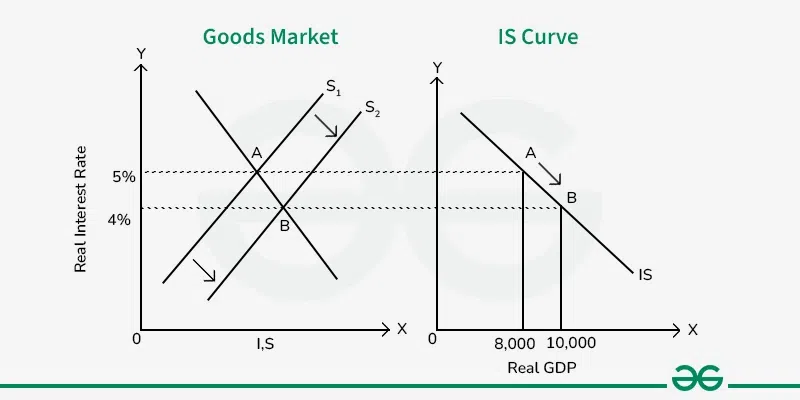 Goods Market
IS Curve
Y
Y
S1
S2
A
A
5%
B
4%
B
Real Interest Rate
IS
X
X
0
I,S
0
8,000
10,000
Real GDP